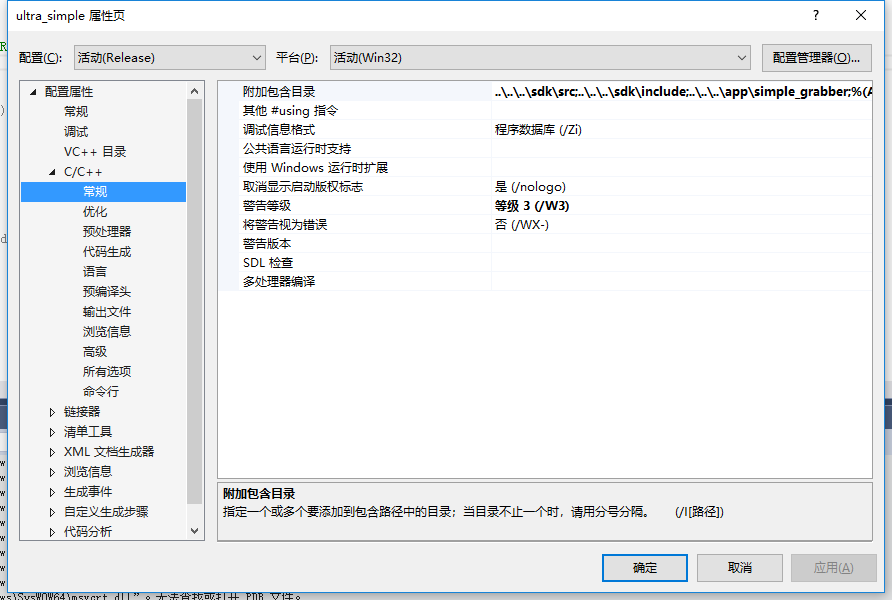 ultra_simple 属性页
?
配置(C): 活动(Release) 平台(P): 活动(Win32) 配置管理器(O)...
配置属性
常规
调试
VC++ 目录
C/C++
常规
优化
预处理器
代码生成
语言
预编译头
输出文件
浏览信息
高级
所有选项
命令行
链接器
清单工具
XML 文档生成器
浏览信息
生成事件
自定义生成步骤
代码分析
附加包含目录 ..\..\..\sdk\src;..\..\..\sdk\include;..\..\..\app\simple_grabber;%(A
其他 #using 指令
调试信息格式 程序数据库 (/Zi)
公共语言运行时支持
使用 Windows 运行时扩展
取消显示启动版权标志 是 (/nologo)
警告等级 等级 3 (/W3)
将警告视为错误 否 (/WX-)
警告版本
SDL 检查
多处理器编译
附加包含目录
指定一个或多个要添加到包含路径中的目录；当目录不止一个时，请用分号分隔。 (/I[路径])
确定 取消 应用(A)
ws\SysWOW64\msvcrt.dll”。无法查找或打开 PDB 文件。